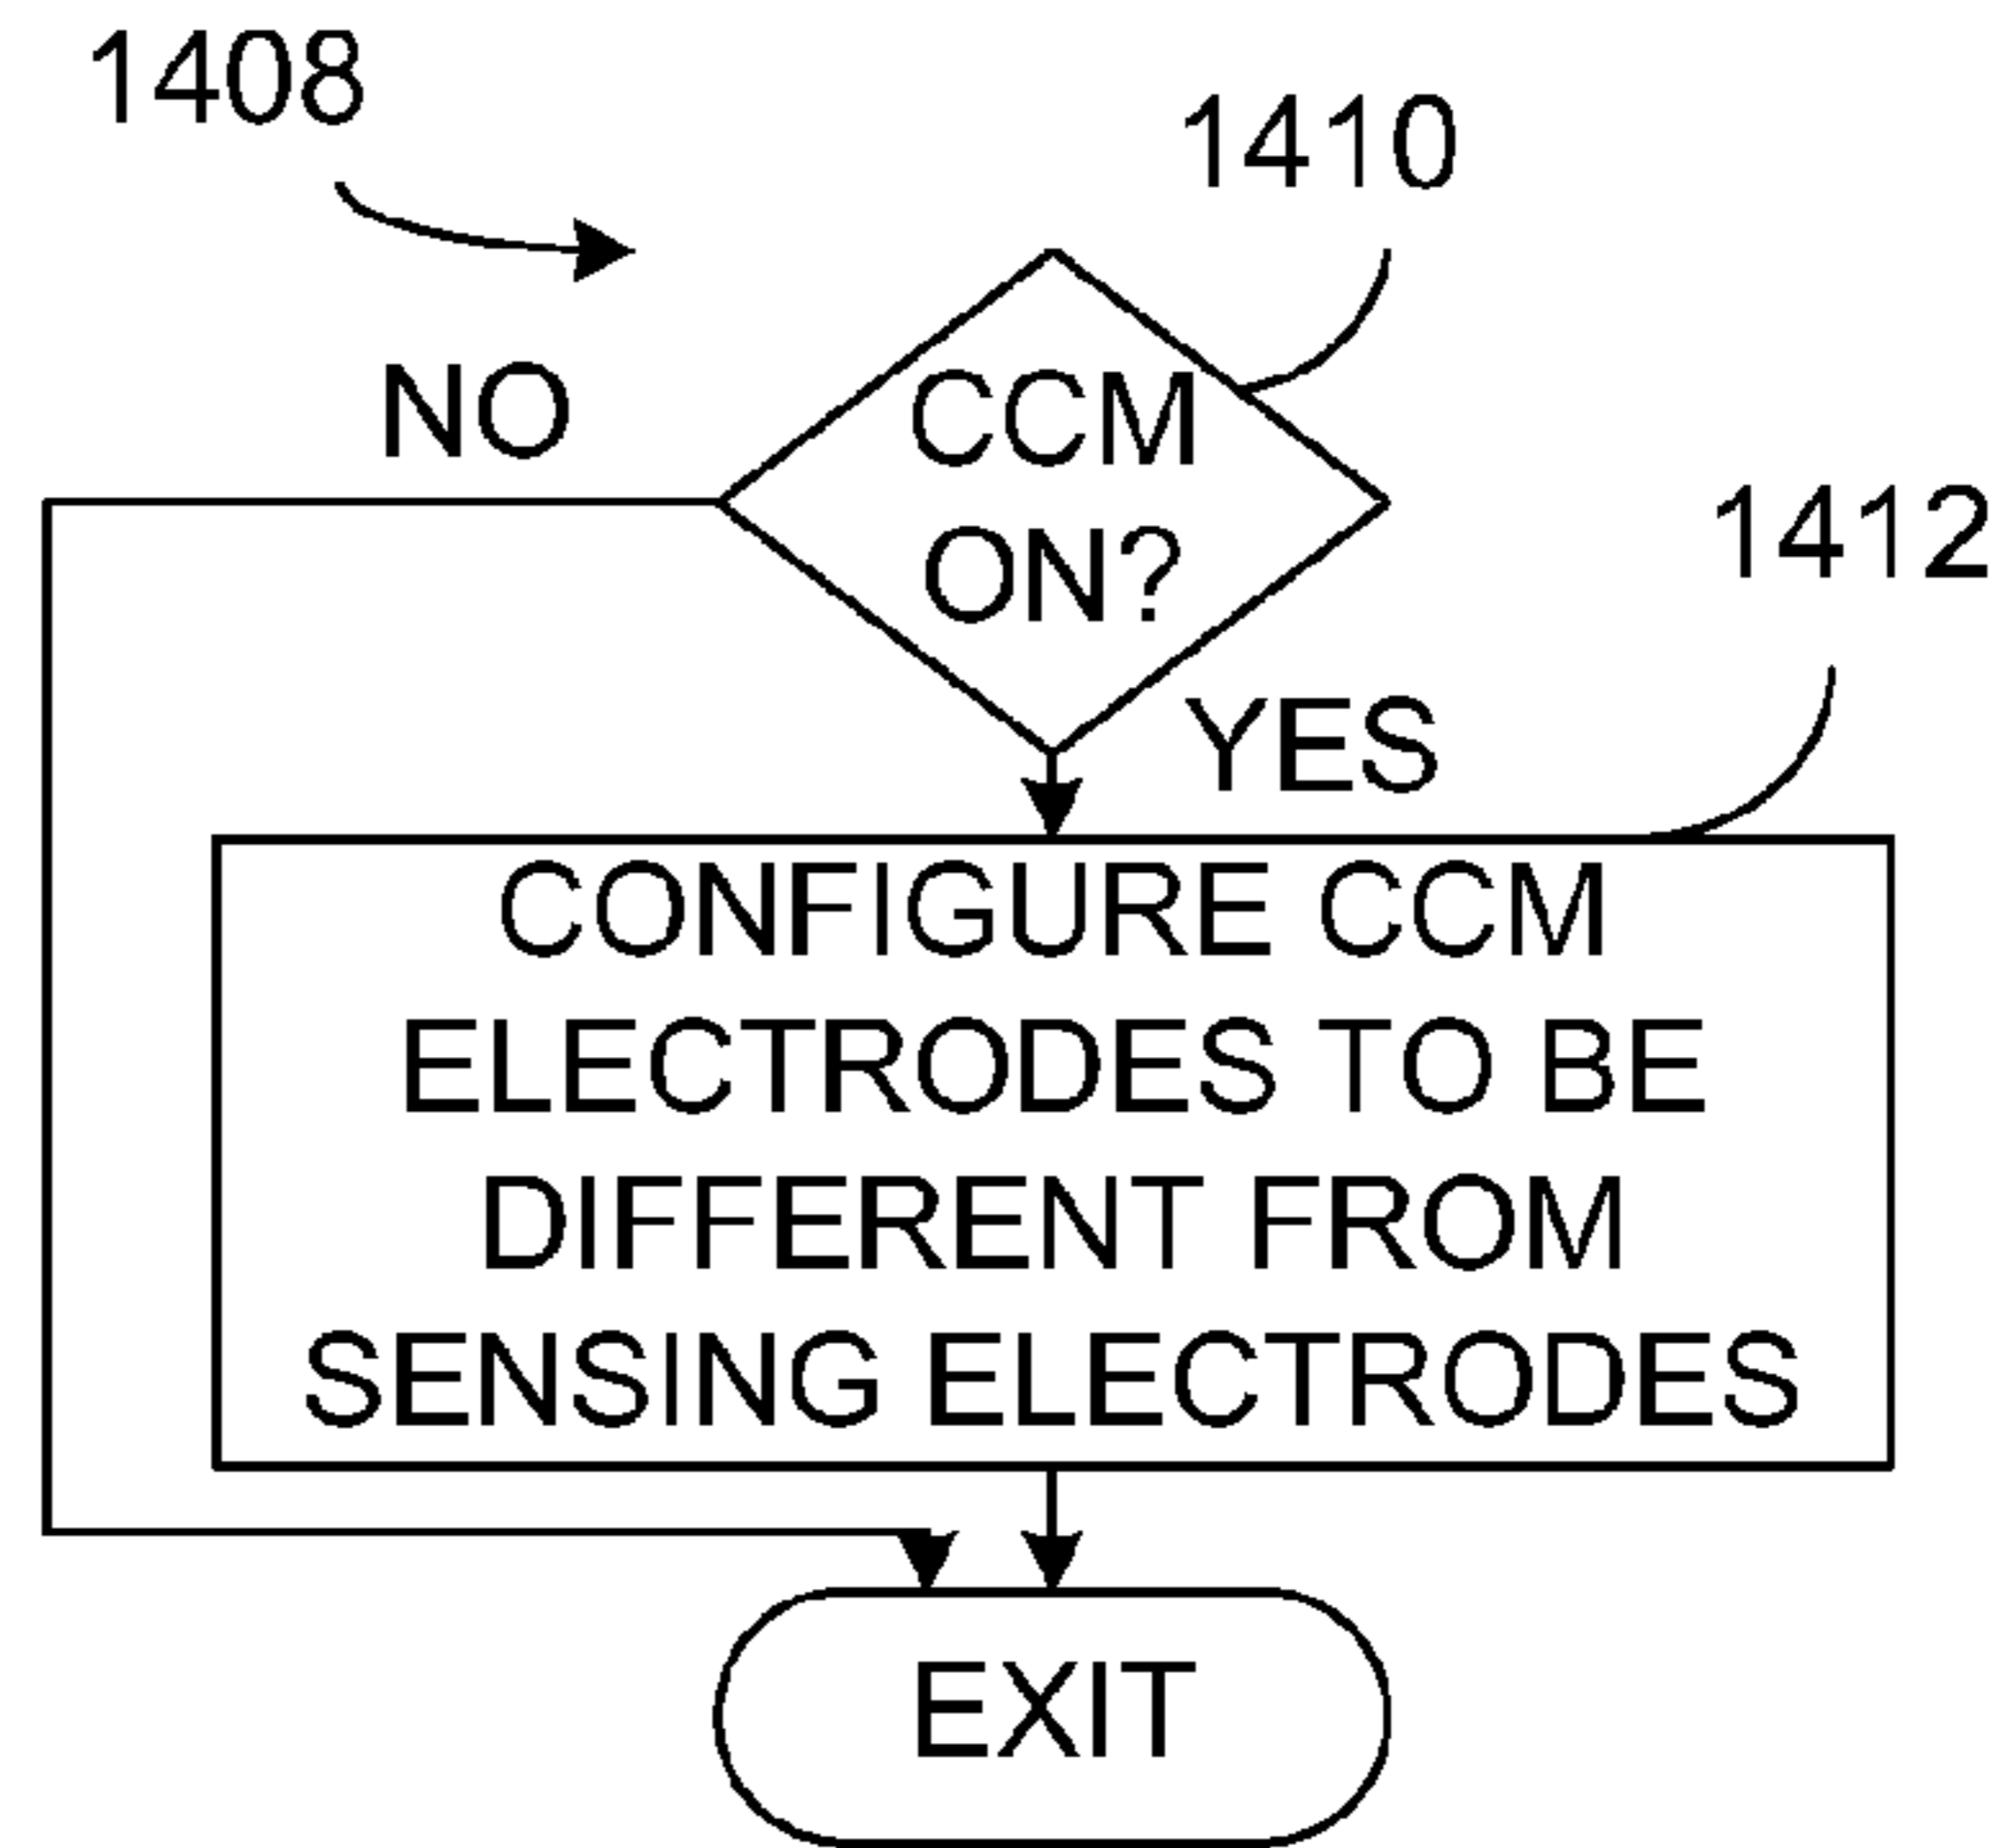 1408
1410
NO
CCM
ON?
1412
YES
CONFIGURE CCM
ELECTRODES TO BE
DIFFERENT FROM
SENSING ELECTRODES
EXIT